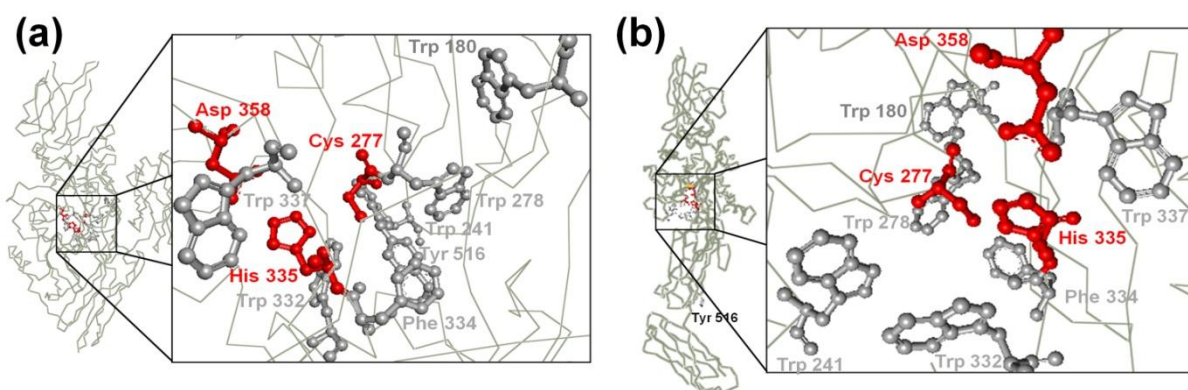 (a)
Trp 180
Asp 358
Cys 277
Trp 337
Trp 278
Trp 241
Tyr 516
His 335
Trp 332
Phe 334
(b)
Asp 358
Trp 180
Cys 277
Trp 337
Trp 278
His 335
Phe 334
Tyr 516
Trp 241
Trp 332